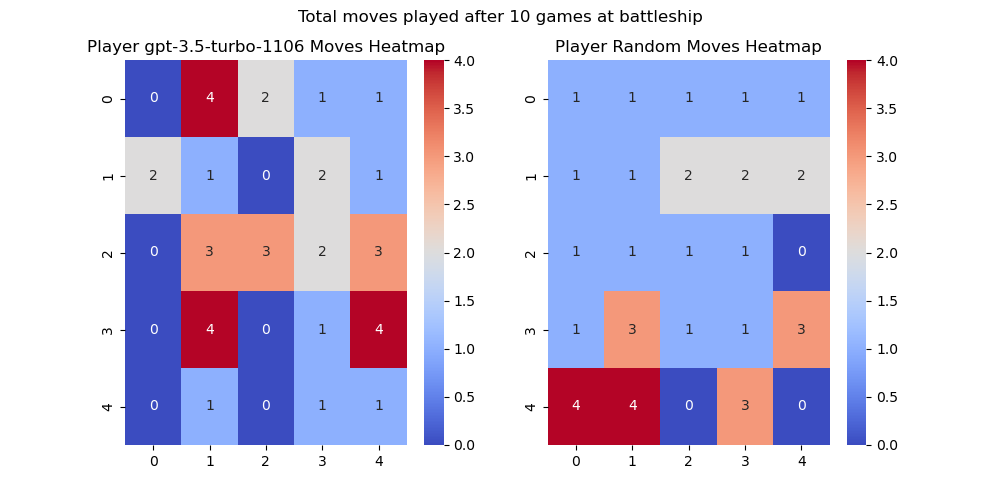 Total moves played after 10 games at battleship
Player gpt-3.5-turbo-1106 Moves Heatmap
0 0 4 2 1 1
1 2 1 0 2 1
2 0 3 3 2 3
3 0 4 0 1 4
4 0 1 0 1 1
0 1 2 3 4
4.0
3.5
3.0
2.5
2.0
1.5
1.0
0.5
0.0
Player Random Moves Heatmap
0 1 1 1 1 1
1 1 1 2 2 2
2 1 1 1 1 0
3 1 3 1 1 3
4 4 4 0 3 0
0 1 2 3 4
4.0
3.5
3.0
2.5
2.0
1.5
1.0
0.5
0.0